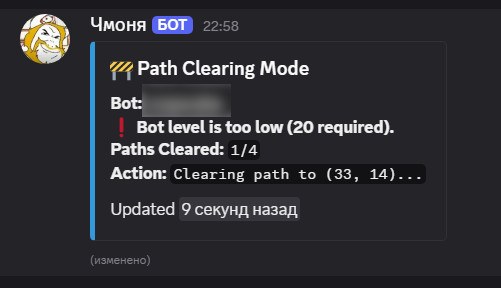 Чмоня БОТ 22:58
🚧 Path Clearing Mode
Bot:
❗ Bot level is too low (20 required).
Paths Cleared: 1/4
Action: Clearing path to (33, 14)...
Updated 9 секунд назад
(изменено)